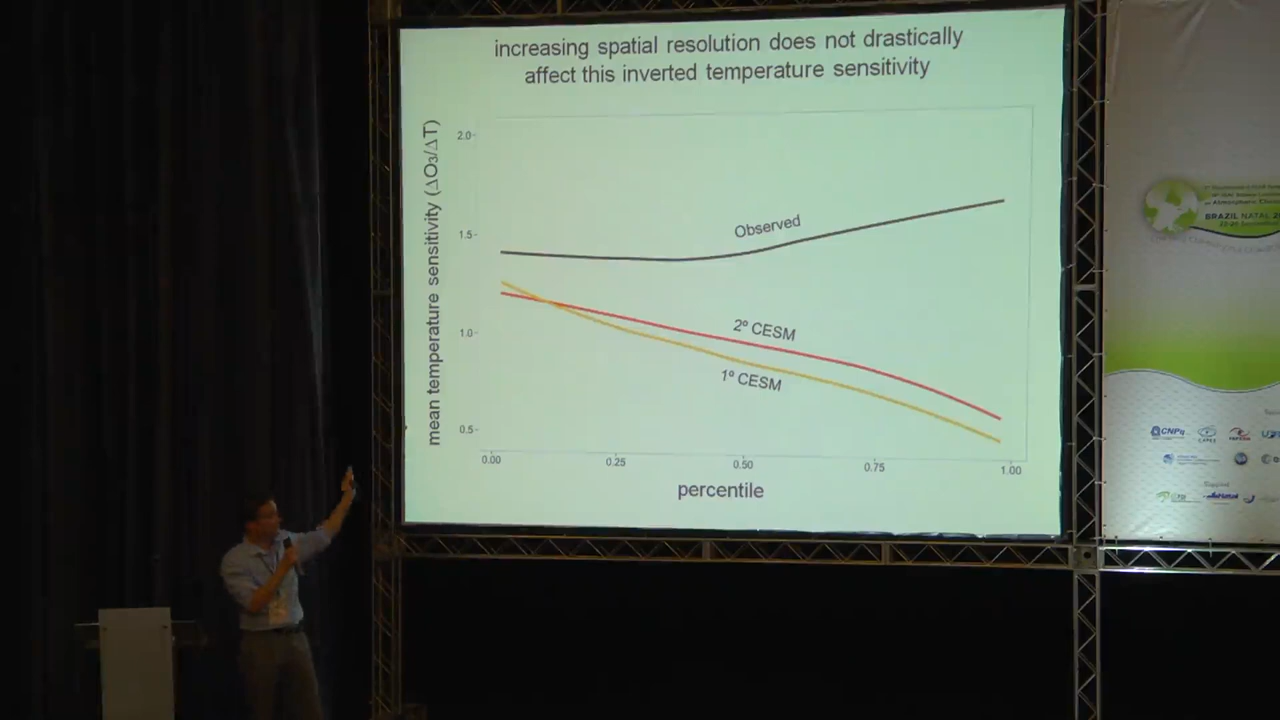 increasing spatial resolution does not drastically
affect this inverted temperature sensitivity
mean temperature sensitivity (ΔO₃/ΔT)
2.0
1.5
1.0
0.5
Observed
2º CESM
1º CESM
0.00
0.25
0.50
0.75
1.00
percentile
BRAZIL NATAL
CNPq
CAPES